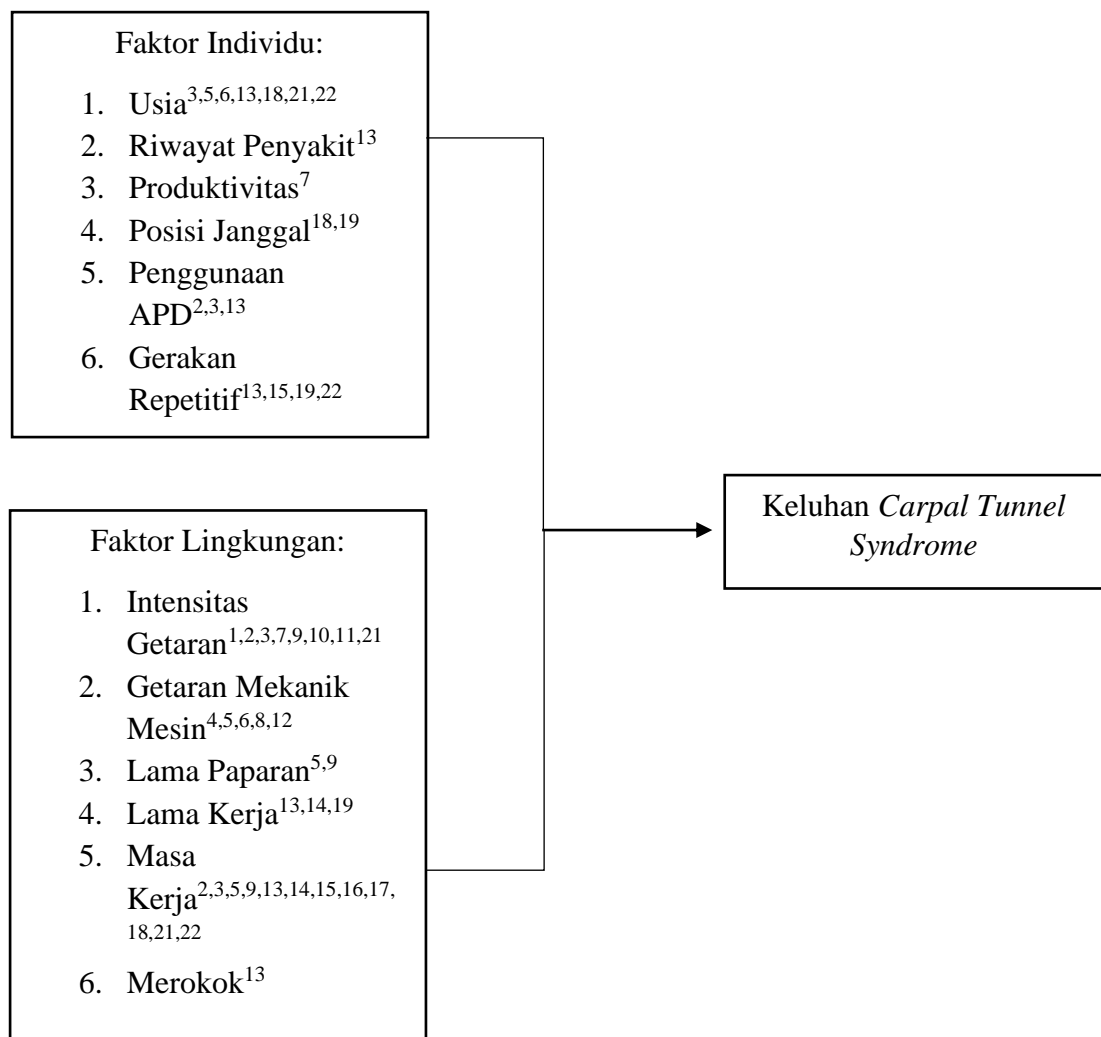 Faktor Individu:
1. Usia3,5,6,13,18,21,22
2. Riwayat Penyakit13
3. Produktivitas7
4. Posisi Janggal18,19
5. Penggunaan
APD2,3,13
6. Gerakan
Repetitif13,15,19,22
Faktor Lingkungan:
1. Intensitas
Getaran1,2,3,7,9,10,11,21
2. Getaran Mekanik
Mesin4,5,6,8,12
3. Lama Paparan5,9
4. Lama Kerja13,14,19
5. Masa
Kerja2,3,5,9,13,14,15,16,17,
18,21,22
6. Merokok13
Keluhan Carpal Tunnel
Syndrome